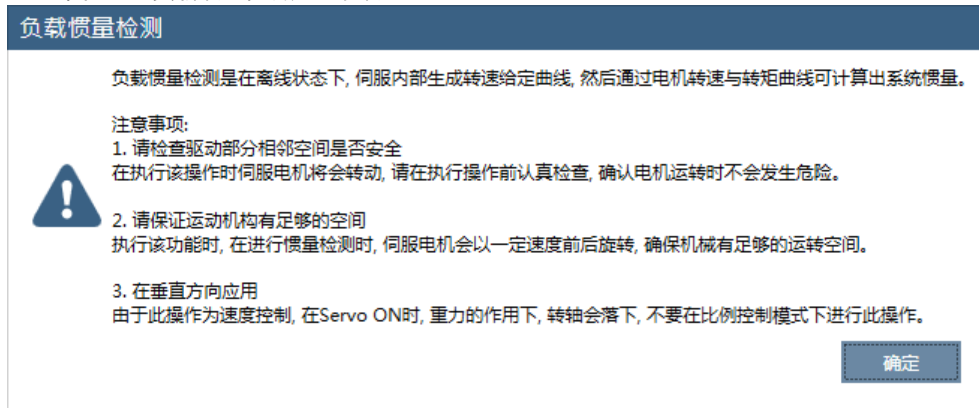 负载惯量检测
负载惯量检测是在离线状态下, 伺服内部生成转速给定曲线, 然后通过电机转速与转矩曲线可计算出系统惯量。
注意事项:
1. 请检查驱动部分相邻空间是否安全
在执行该操作时伺服电机将会转动, 请在执行操作前认真检查, 确认电机运转时不会发生危险。
2. 请保证运动机构有足够的空间
执行该功能时, 在进行惯量检测时, 伺服电机会以一定速度前后旋转, 确保机械有足够的运转空间。
3. 在垂直方向应用
由于此操作为速度控制, 在Servo ON时, 重力的作用下, 转轴会落下, 不要在比例控制模式下进行此操作。
确定